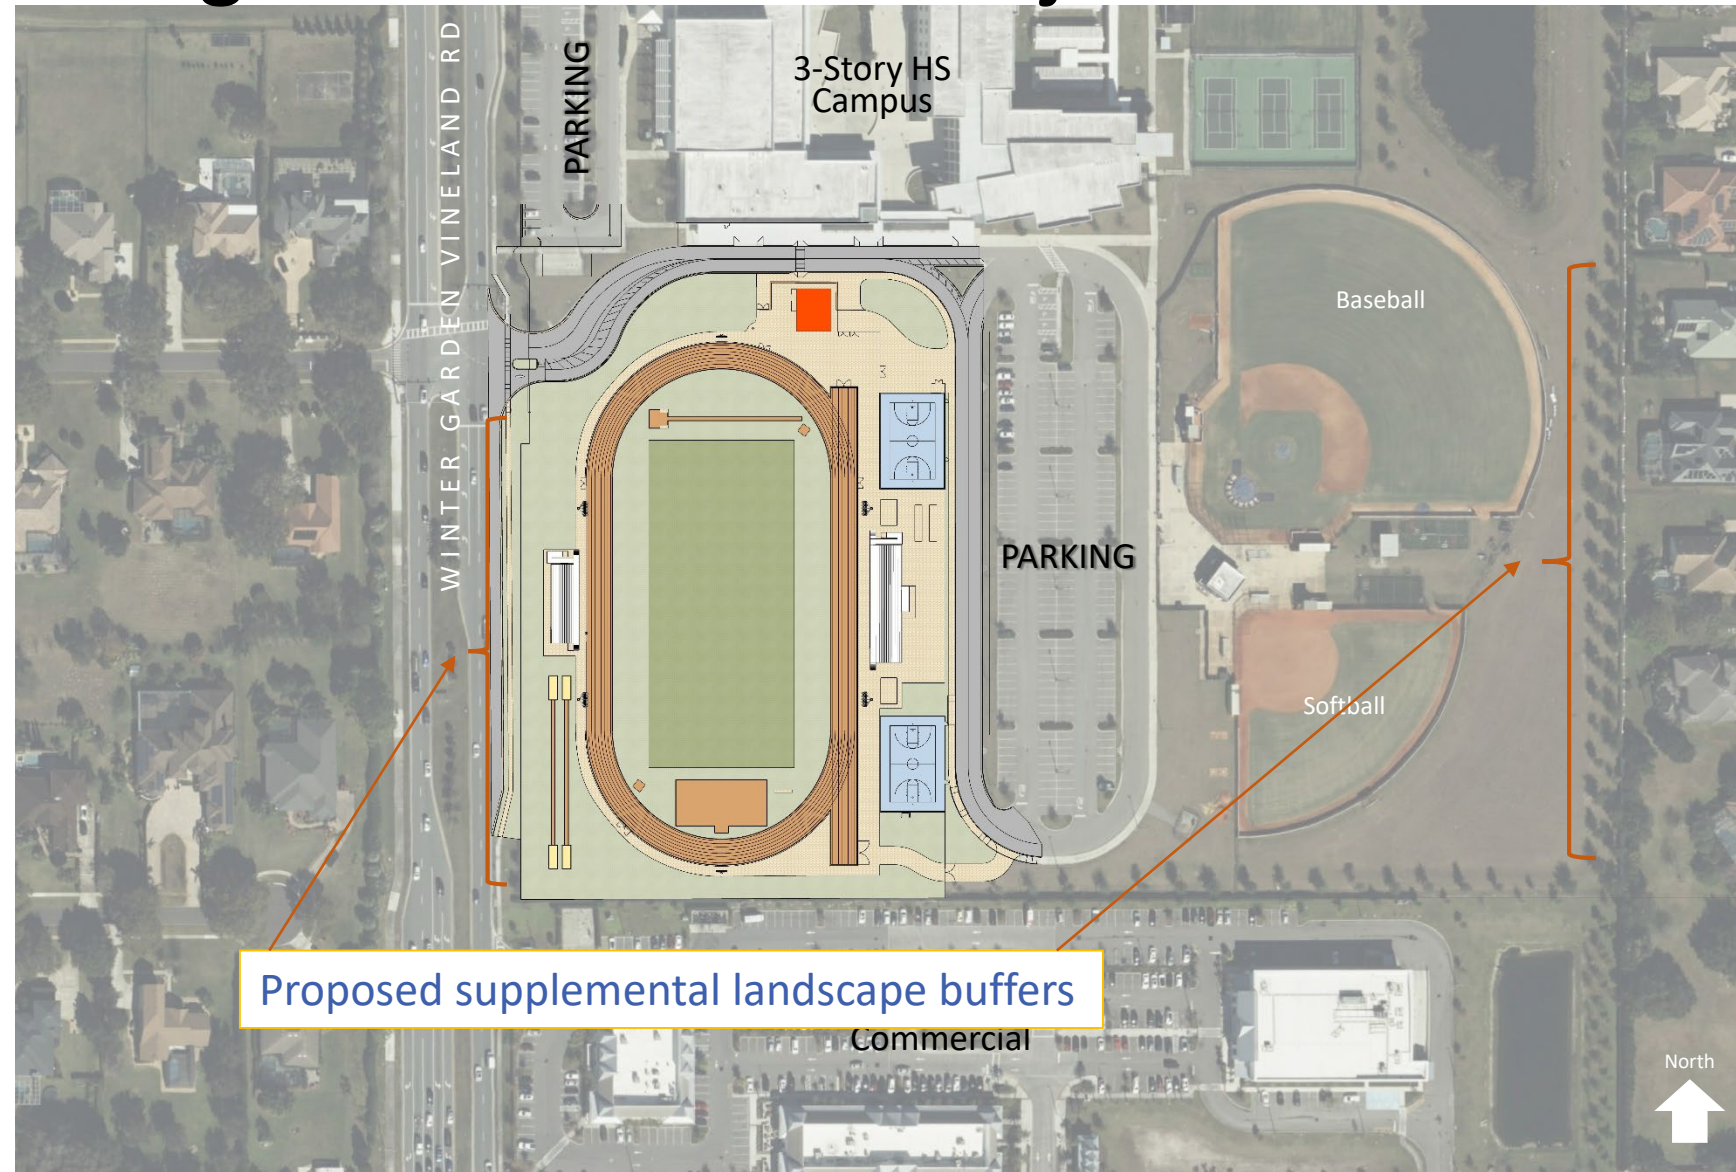 WINTER GARDEN VINELAND RD
PARKING
3-Story HS
Campus
Baseball
PARKING
Softball
Proposed supplemental landscape buffers
Commercial
North